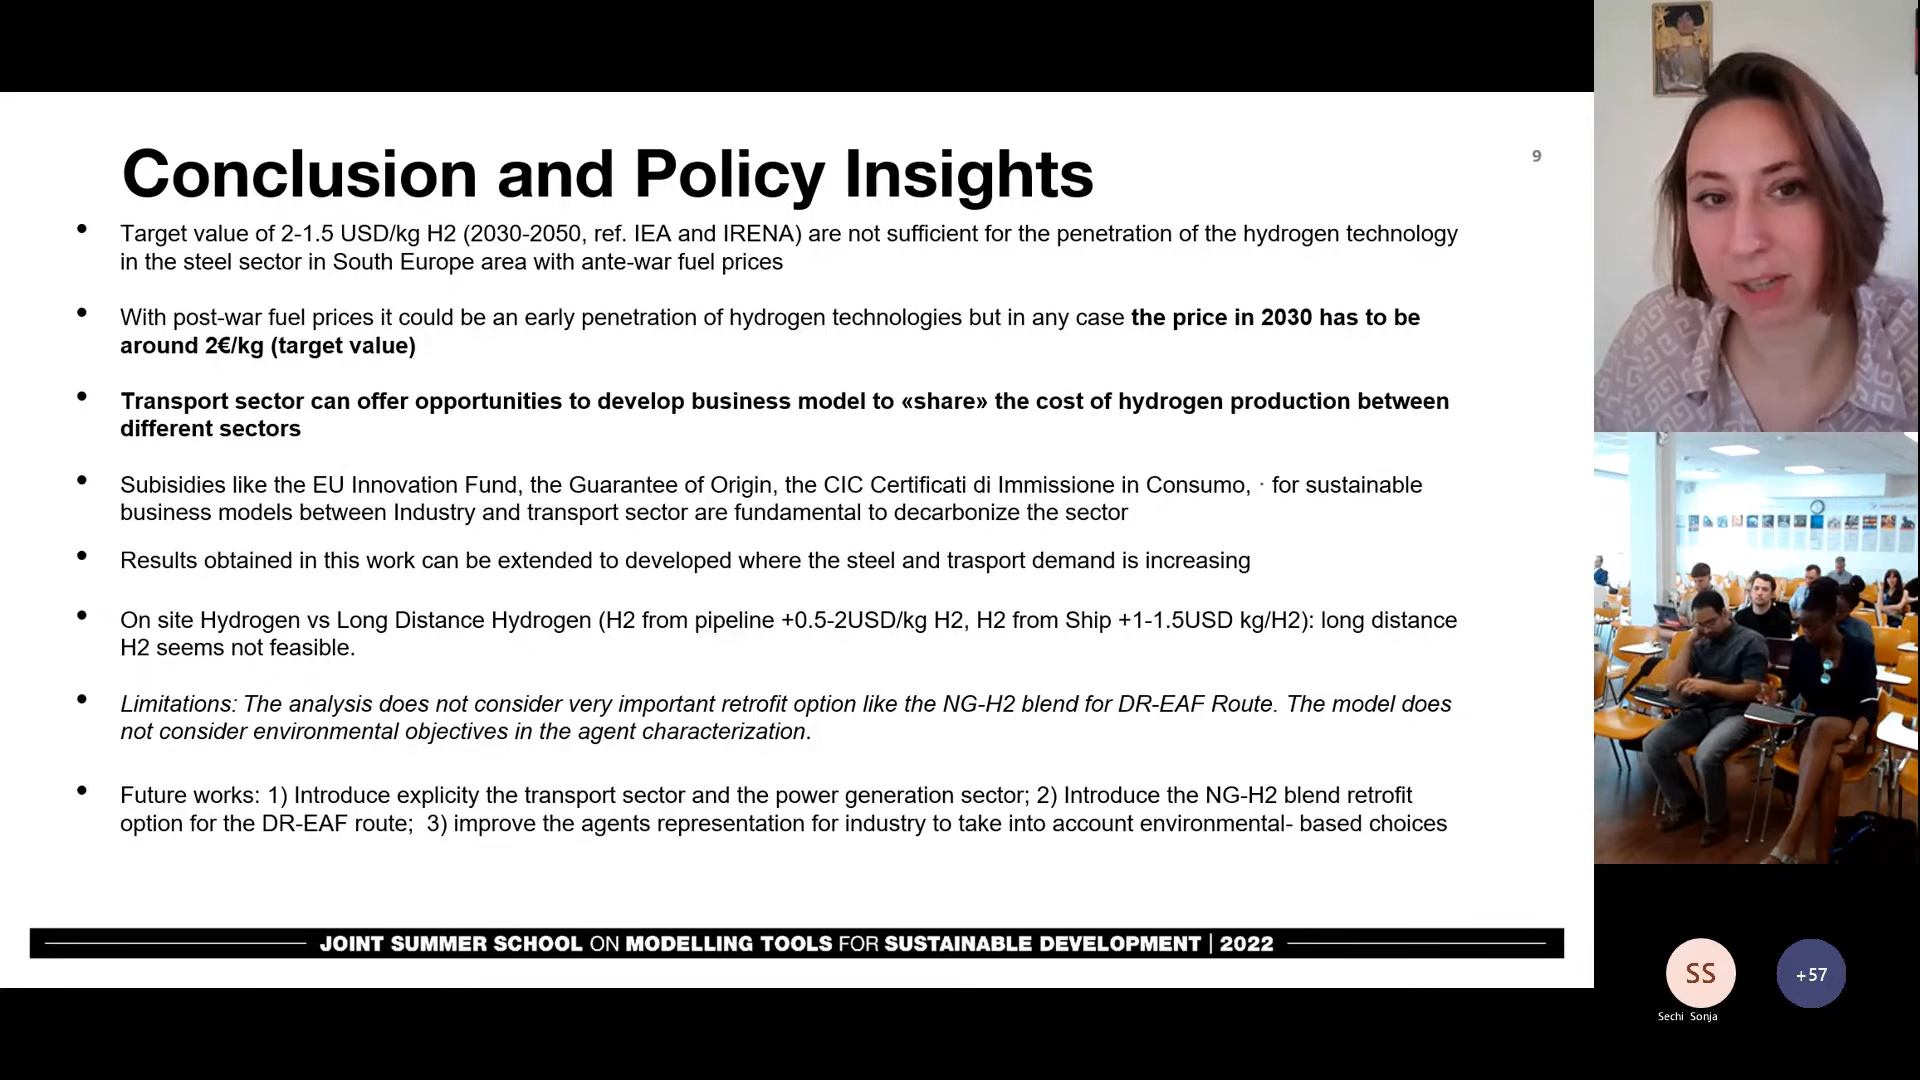 Conclusion and Policy Insights
9
• Target value of 2-1.5 USD/kg H2 (2030-2050, ref. IEA and IRENA) are not sufficient for the penetration of the hydrogen technology
in the steel sector in South Europe area with ante-war fuel prices
• With post-war fuel prices it could be an early penetration of hydrogen technologies but in any case the price in 2030 has to be
around 2€/kg (target value)
• Transport sector can offer opportunities to develop business model to «share» the cost of hydrogen production between
different sectors
• Subisidies like the EU Innovation Fund, the Guarantee of Origin, the CIC Certificati di Immissione in Consumo, · for sustainable
business models between Industry and transport sector are fundamental to decarbonize the sector
• Results obtained in this work can be extended to developed where the steel and trasport demand is increasing
• On site Hydrogen vs Long Distance Hydrogen (H2 from pipeline +0.5-2USD/kg H2, H2 from Ship +1-1.5USD kg/H2): long distance
H2 seems not feasible.
• Limitations: The analysis does not consider very important retrofit option like the NG-H2 blend for DR-EAF Route. The model does
not consider environmental objectives in the agent characterization.
• Future works: 1) Introduce explicity the transport sector and the power generation sector; 2) Introduce the NG-H2 blend retrofit
option for the DR-EAF route; 3) improve the agents representation for industry to take into account environmental- based choices
JOINT SUMMER SCHOOL ON MODELLING TOOLS FOR SUSTAINABLE DEVELOPMENT | 2022
SS
+57
Sechi Sonja